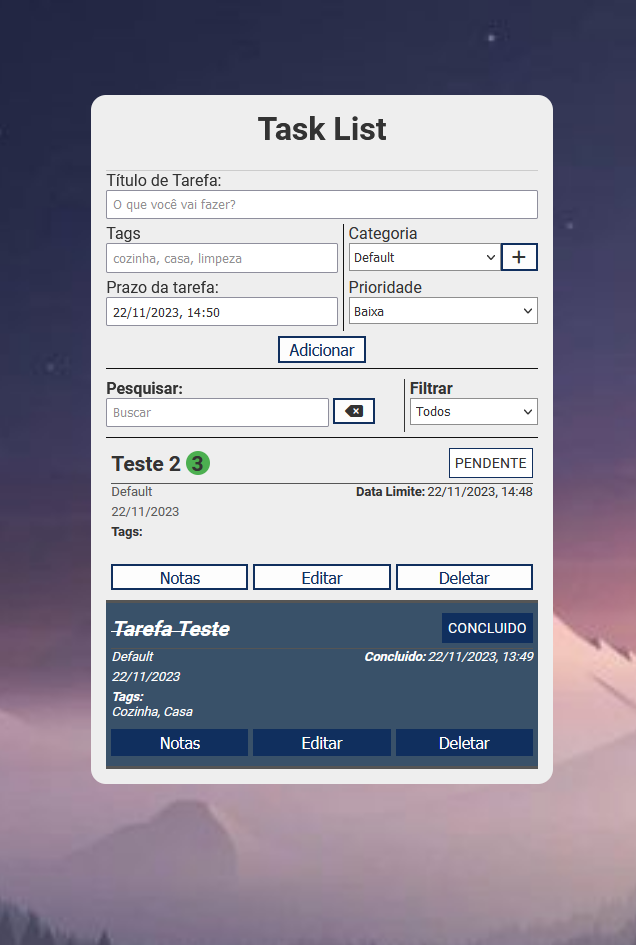 Task List
Título de Tarefa:
O que você vai fazer?
Tags
Categoria
cozinha, casa, limpeza
Default
Prazo da tarefa:
Prioridade
22/11/2023, 14:50
Baixa
Adicionar
Pesquisar:
Filtrar
Buscar
Todos
Teste 2 3
PENDENTE
Default
Data Limite: 22/11/2023, 14:48
22/11/2023
Tags:
Notas
Editar
Deletar
Tarefa Teste
CONCLUIDO
Default
Concluido: 22/11/2023, 13:49
22/11/2023
Tags:
Cozinha, Casa
Notas
Editar
Deletar